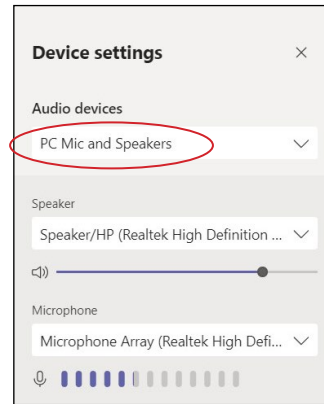 Device settings
Audio devices
PC Mic and Speakers
Speaker
Speaker/HP (Realtek High Definition ...
Microphone
Microphone Array (Realtek High Defi...